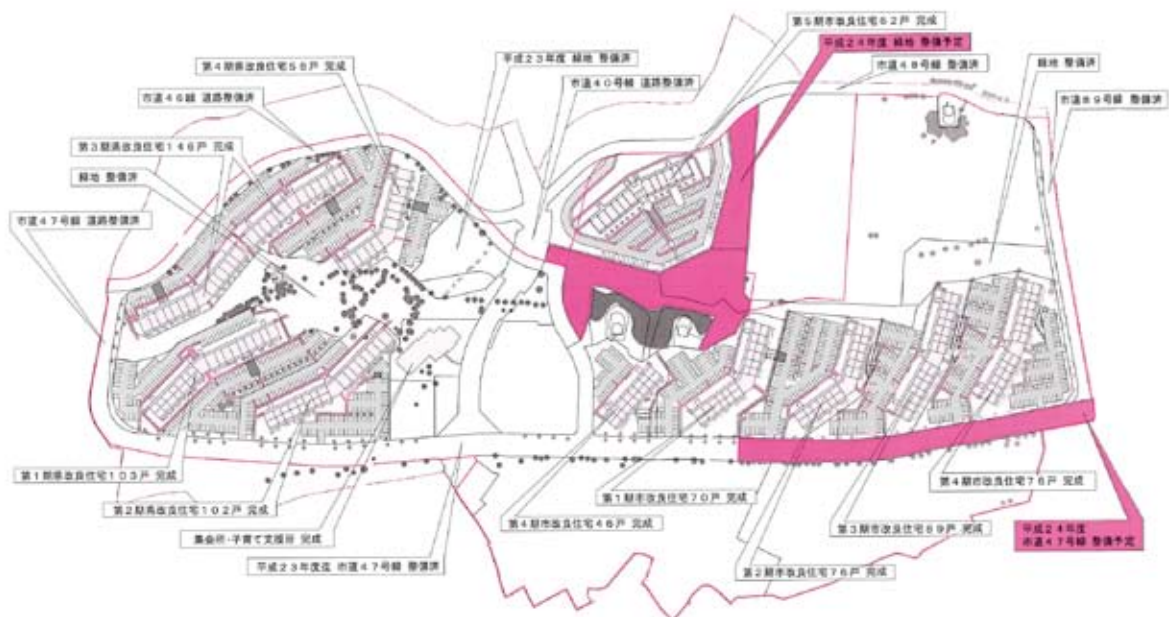 第5期市改良住宅62戸 完成
平成24年度 緑地 整備予定
平成23年度 緑地 整備済
市道48号線 整備済
緑地 整備済
第4期県改良住宅56戸 完成
市道40号線 道路整備済
市道89号線 整備済
市道46線 道路整備済
第3期県改良住宅146戸 完成
緑地 整備済
市道47号線 道路整備済
第1期県改良住宅103戸 完成
第2期県改良住宅102戸 完成
集会所・子育て支援所 完成
平成23年度迄 市道47号線 整備済
第4期市改良住宅46戸 完成
第1期市改良住宅70戸 完成
第2期市改良住宅76戸 完成
第3期市改良住宅69戸 完成
第4期市改良住宅76戸 完成
平成24年度
市道47号線 整備予定